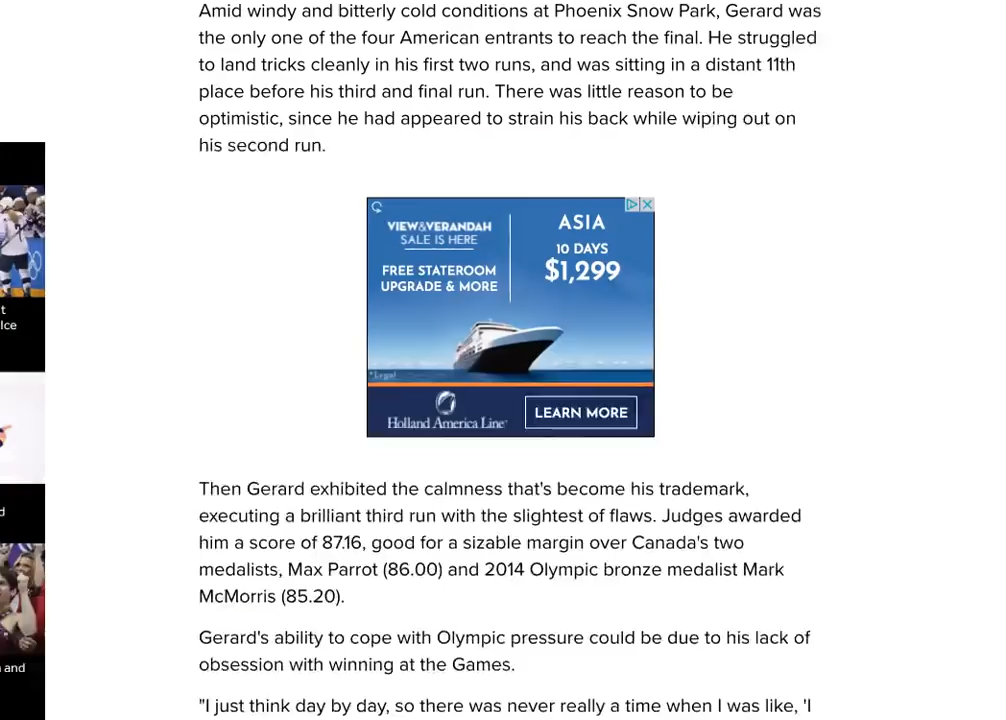 Amid windy and bitterly cold conditions at Phoenix Snow Park, Gerard was
the only one of the four American entrants to reach the final. He struggled
to land tricks cleanly in his first two runs, and was sitting in a distant 11th
place before his third and final run. There was little reason to be
optimistic, since he had appeared to strain his back while wiping out on
his second run.
VIEW&VERANDAH
SALE IS HERE
FREE STATEROOM
UPGRADE & MORE
ASIA
10 DAYS
$1,299
*Legal
Holland America Line
LEARN MORE
t
Ice
d
and
Then Gerard exhibited the calmness that's become his trademark,
executing a brilliant third run with the slightest of flaws. Judges awarded
him a score of 87.16, good for a sizable margin over Canada's two
medalists, Max Parrot (86.00) and 2014 Olympic bronze medalist Mark
McMorris (85.20).
Gerard's ability to cope with Olympic pressure could be due to his lack of
obsession with winning at the Games.
"I just think day by day, so there was never really a time when I was like, 'I